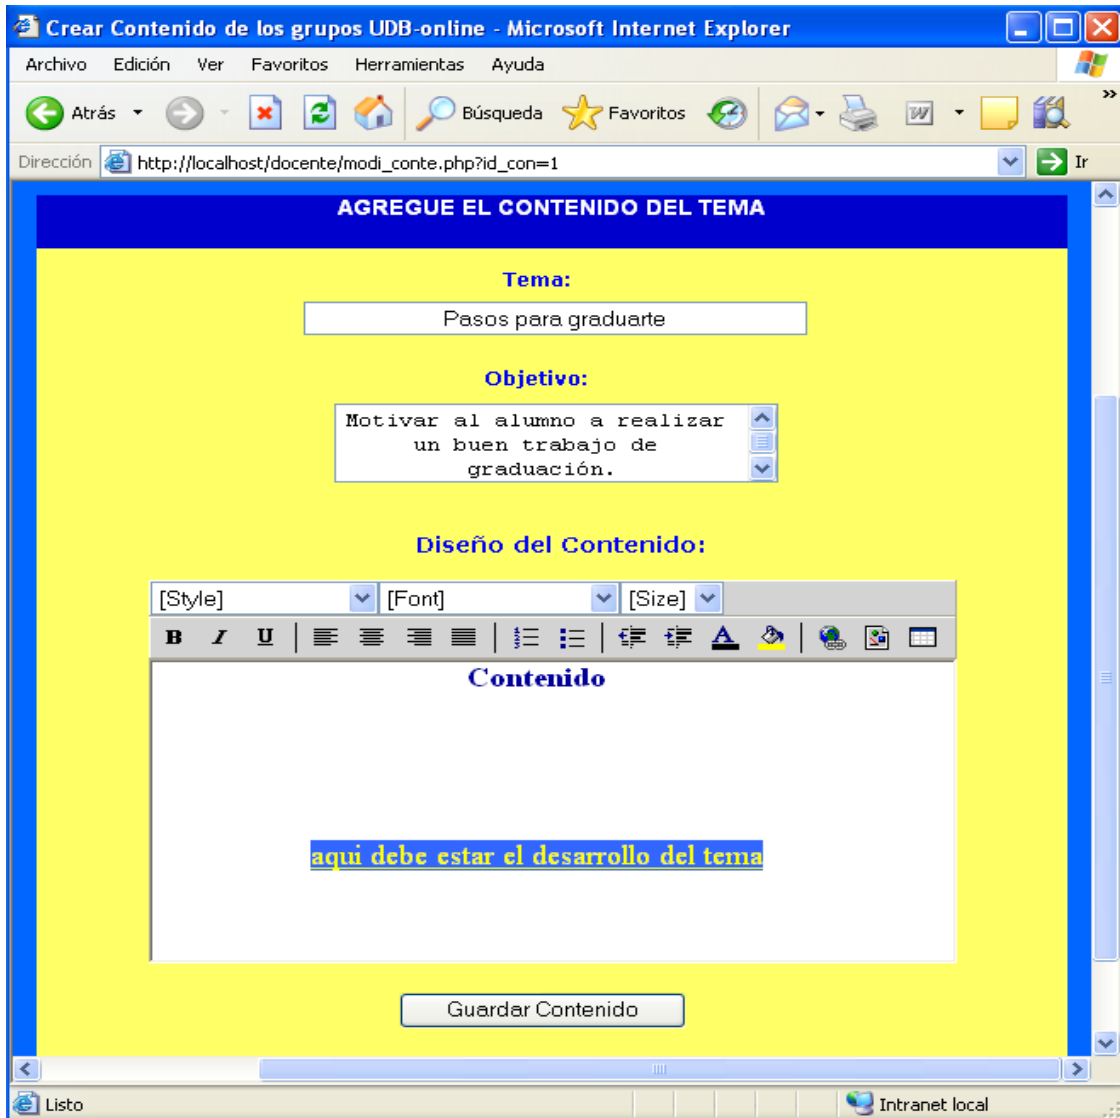 Crear Contenido de los grupos UDB-online - Microsoft Internet Explorer
Archivo Edición Ver Favoritos Herramientas Ayuda
Atrás Búsqueda Favoritos
Dirección http://localhost/docente/modi_conte.php?id_con=1 Ir
AGREGUE EL CONTENIDO DEL TEMA
Tema:
Pasos para graduarte
Objetivo:
Motivar al alumno a realizar
un buen trabajo de
graduación.
Diseño del Contenido:
[Style] [Font] [Size]
B I U A
Contenido
aqui debe estar el desarrollo del tema
Guardar Contenido
Listo Intranet local